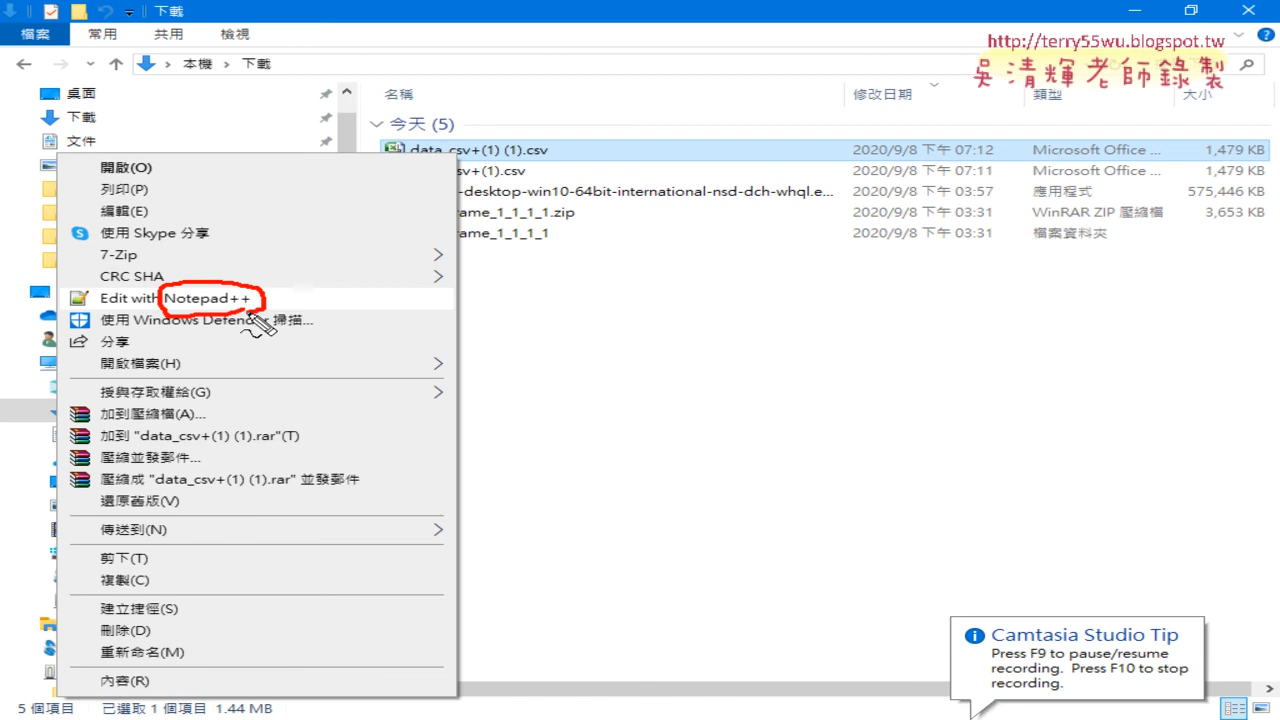 下載
檔案 常用 共用 檢視
http://terry55wu.blogspot.tw
吳清輝老師錄製
本機 下載
桌面
下載
文件
名稱 修改日期 類型 大小
今天 (5)
data_csv+(1) (1).csv 2020/9/8 下午 07:12 Microsoft Office ... 1,479 KB
sv+(1).csv 2020/9/8 下午 07:11 Microsoft Office ... 1,479 KB
-desktop-win10-64bit-international-nsd-dch-whql.e... 2020/9/8 下午 03:57 應用程式 575,446 KB
rame_1_1_1_1.zip 2020/9/8 下午 03:31 WinRAR ZIP 壓縮檔 3,653 KB
rame_1_1_1_1 2020/9/8 下午 03:31 檔案資料夾
開啟(O)
列印(P)
編輯(E)
使用 Skype 分享
7-Zip
CRC SHA
Edit with Notepad++
使用 Windows Defender 掃描...
分享
開啟檔案(H)
授與存取權給(G)
加到壓縮檔(A)...
加到 "data_csv+(1) (1).rar"(T)
壓縮並發郵件...
壓縮成 "data_csv+(1) (1).rar" 並發郵件
還原舊版(V)
傳送到(N)
剪下(T)
複製(C)
建立捷徑(S)
刪除(D)
重新命名(M)
內容(R)
Camtasia Studio Tip
Press F9 to pause/resume
recording. Press F10 to stop
recording.
5 個項目 已選取 1 個項目 1.44 MB